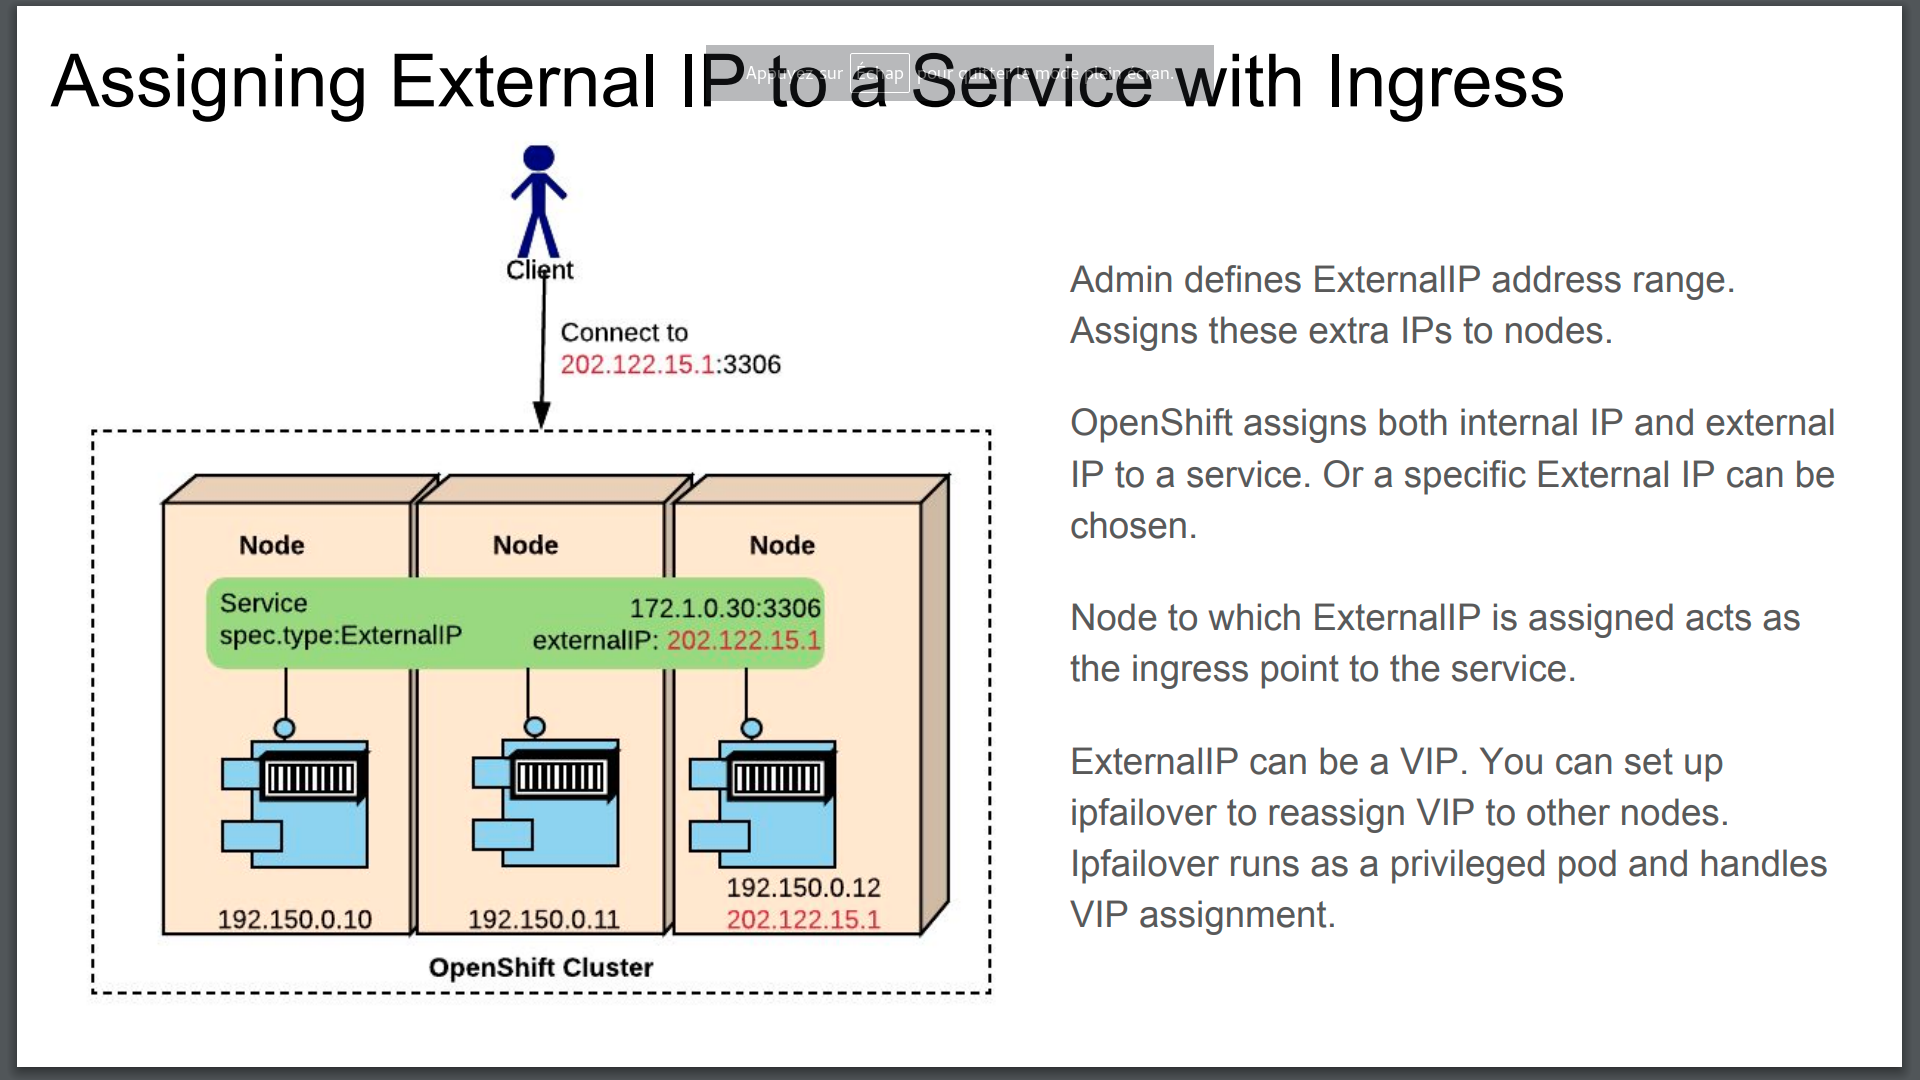 Assigning External IP to a Service with Ingress
Appuyez sur Échap pour quitter le mode plein écran.
Client
Connect to
202.122.15.1:3306
Node
Node
Node
Service
spec.type:ExternalIP
172.1.0.30:3306
externalIP: 202.122.15.1
192.150.0.10
192.150.0.11
192.150.0.12
202.122.15.1
OpenShift Cluster
Admin defines ExternalIP address range.
Assigns these extra IPs to nodes.
OpenShift assigns both internal IP and external
IP to a service. Or a specific External IP can be
chosen.
Node to which ExternalIP is assigned acts as
the ingress point to the service.
ExternalIP can be a VIP. You can set up
ipfailover to reassign VIP to other nodes.
Ipfailover runs as a privileged pod and handles
VIP assignment.